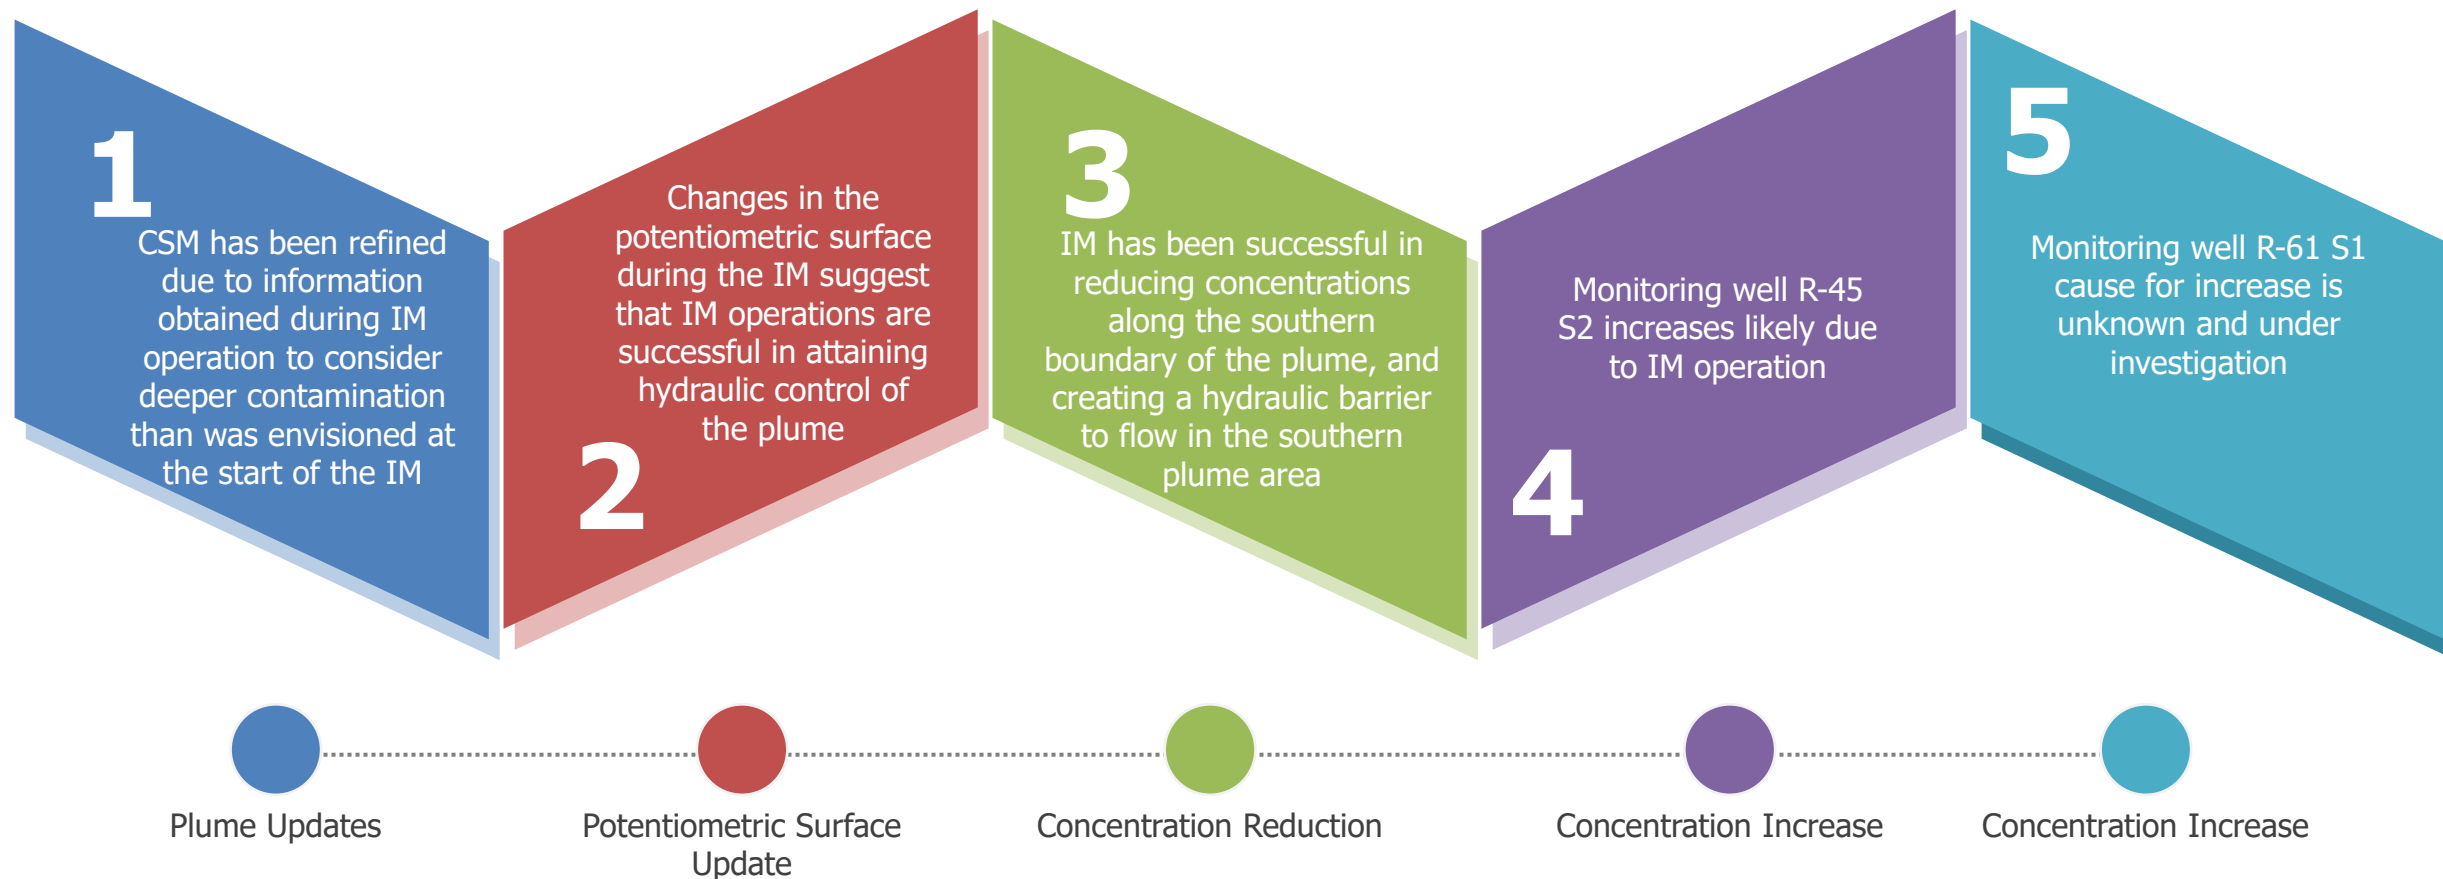 1
CSM has been refined
due to information
obtained during IM
operation to consider
deeper contamination
than was envisioned at
the start of the IM
Changes in the
potentiometric surface
during the IM suggest
that IM operations are
successful in attaining
hydraulic control of
the plume
2
3
IM has been successful in
reducing concentrations
along the southern
boundary of the plume, and
creating a hydraulic barrier
to flow in the southern
plume area
Monitoring well R-45
S2 increases likely due
to IM operation
4
5
Monitoring well R-61 S1
cause for increase is
unknown and under
investigation
Plume Updates
Potentiometric Surface
Update
Concentration Reduction
Concentration Increase
Concentration Increase